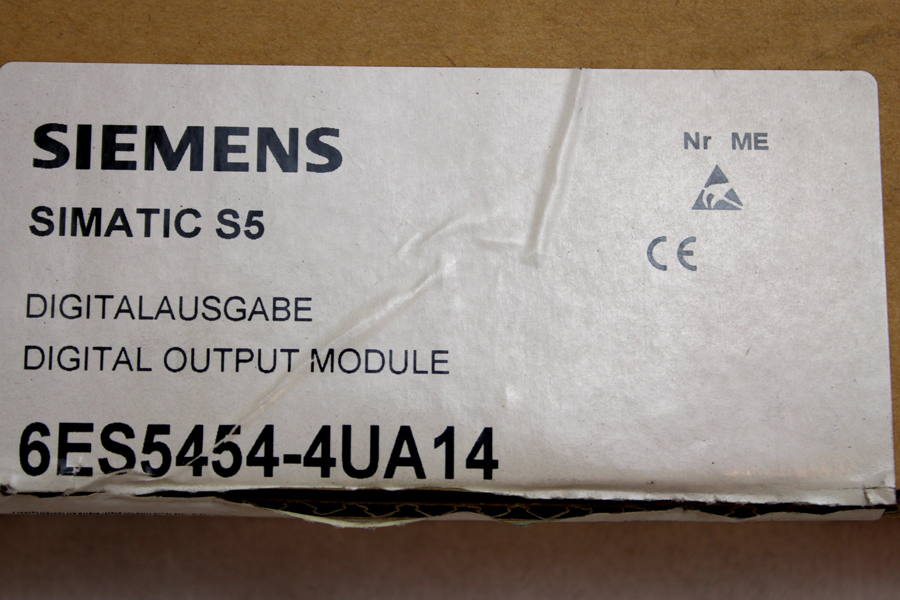 SIEMENS
Nr ME
SIMATIC S5
CE
DIGITALAUSGABE
DIGITAL OUTPUT MODULE
6ES5454-4UA14